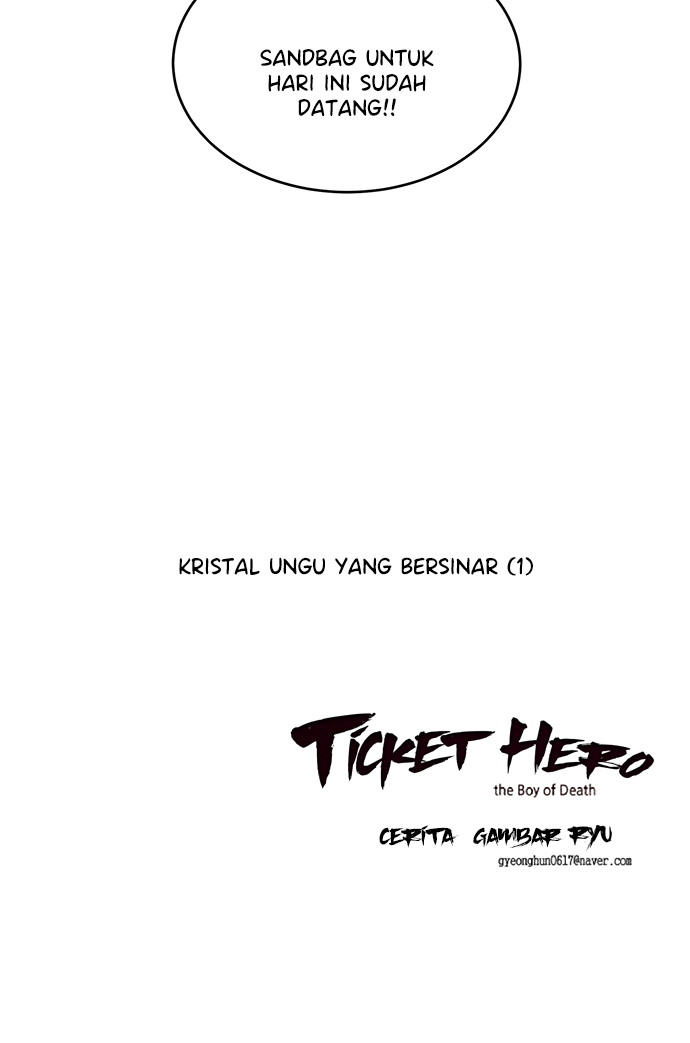 SANDBAG UNTUK
HARI INI SUDAH
DATANG!!
KRISTAL UNGU YANG BERSINAR (1)
TICKET HERO
the Boy of Death
CERITA GAMBAR RYU
gyeonghun0617@naver.com